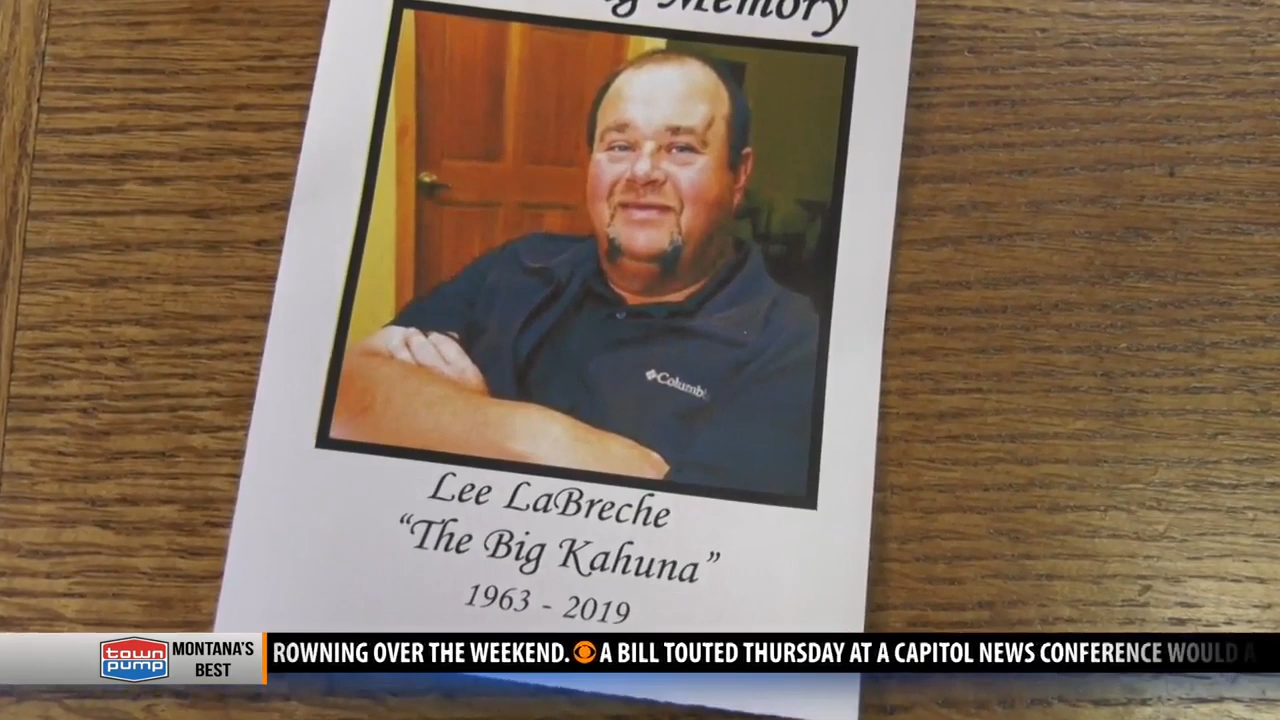 Memory
Columbia
Lee LaBreche
“The Big Kahuna”
1963 - 2019
town
pump
MONTANA'S
BEST
ROWNING OVER THE WEEKEND. A BILL TOUTED THURSDAY AT A CAPITOL NEWS CONFERENCE WOULD A